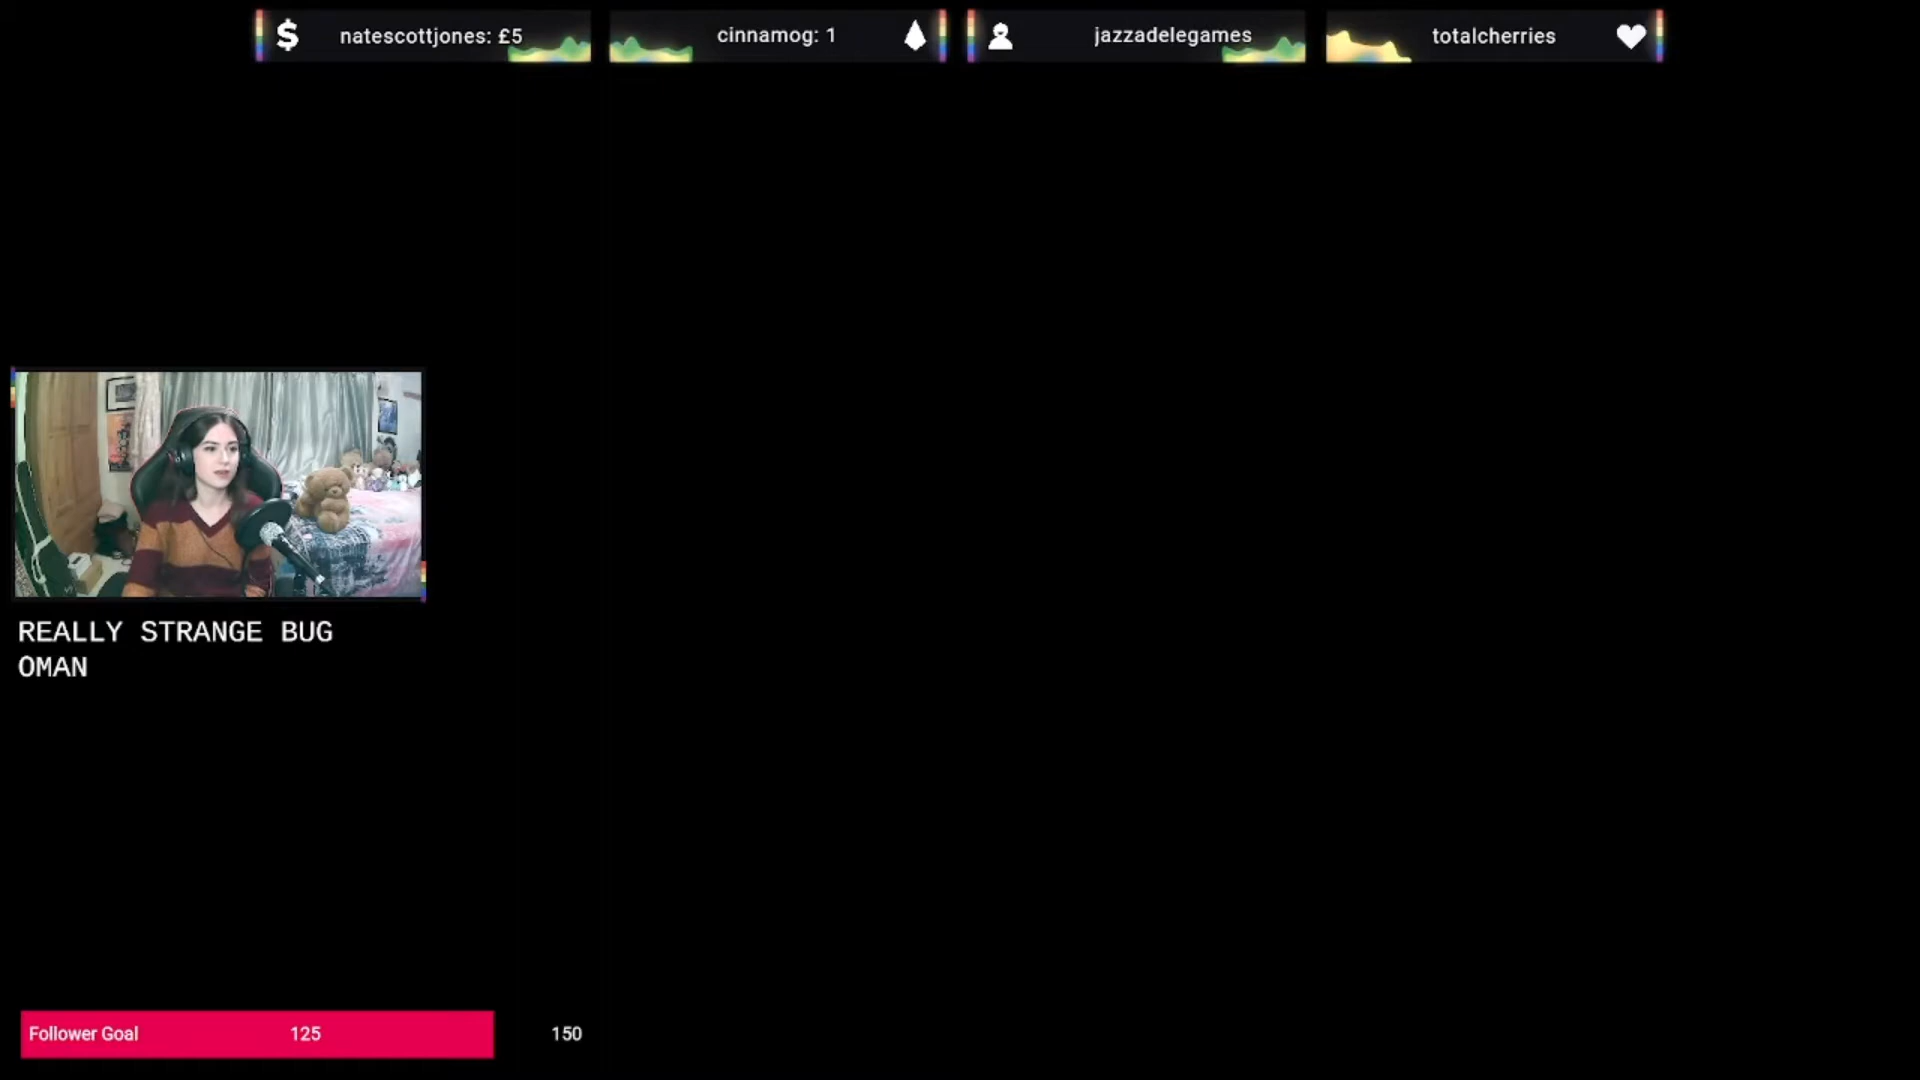 natescottjones: £5
cinnamog: 1
jazzadelegames
totalcherries
REALLY STRANGE BUG
OMAN
Follower Goal 125 150